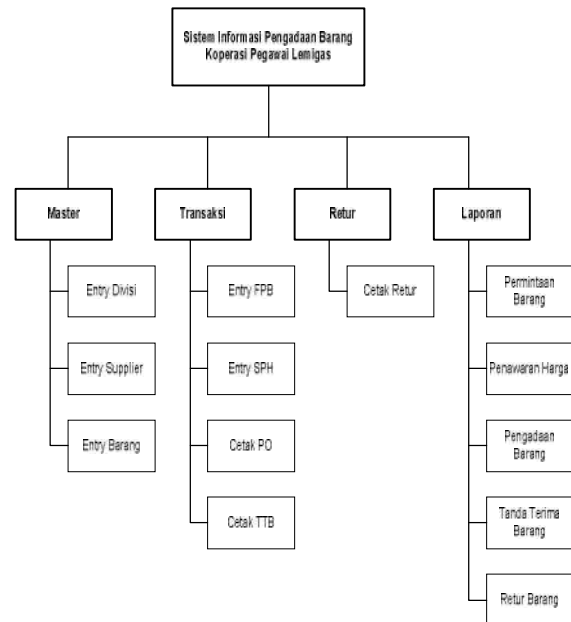 Sistem Informasi Pengadaan Barang
Koperasi Pegawai Lemigas
Master
Transaksi
Retur
Laporan
Entry Divisi
Entry Supplier
Entry Barang
Entry FPB
Entry SPH
Cetak PO
Cetak TTB
Cetak Retur
Permintaan
Barang
Penawaran Harga
Pengadaan
Barang
Tanda Terima
Barang
Retur Barang